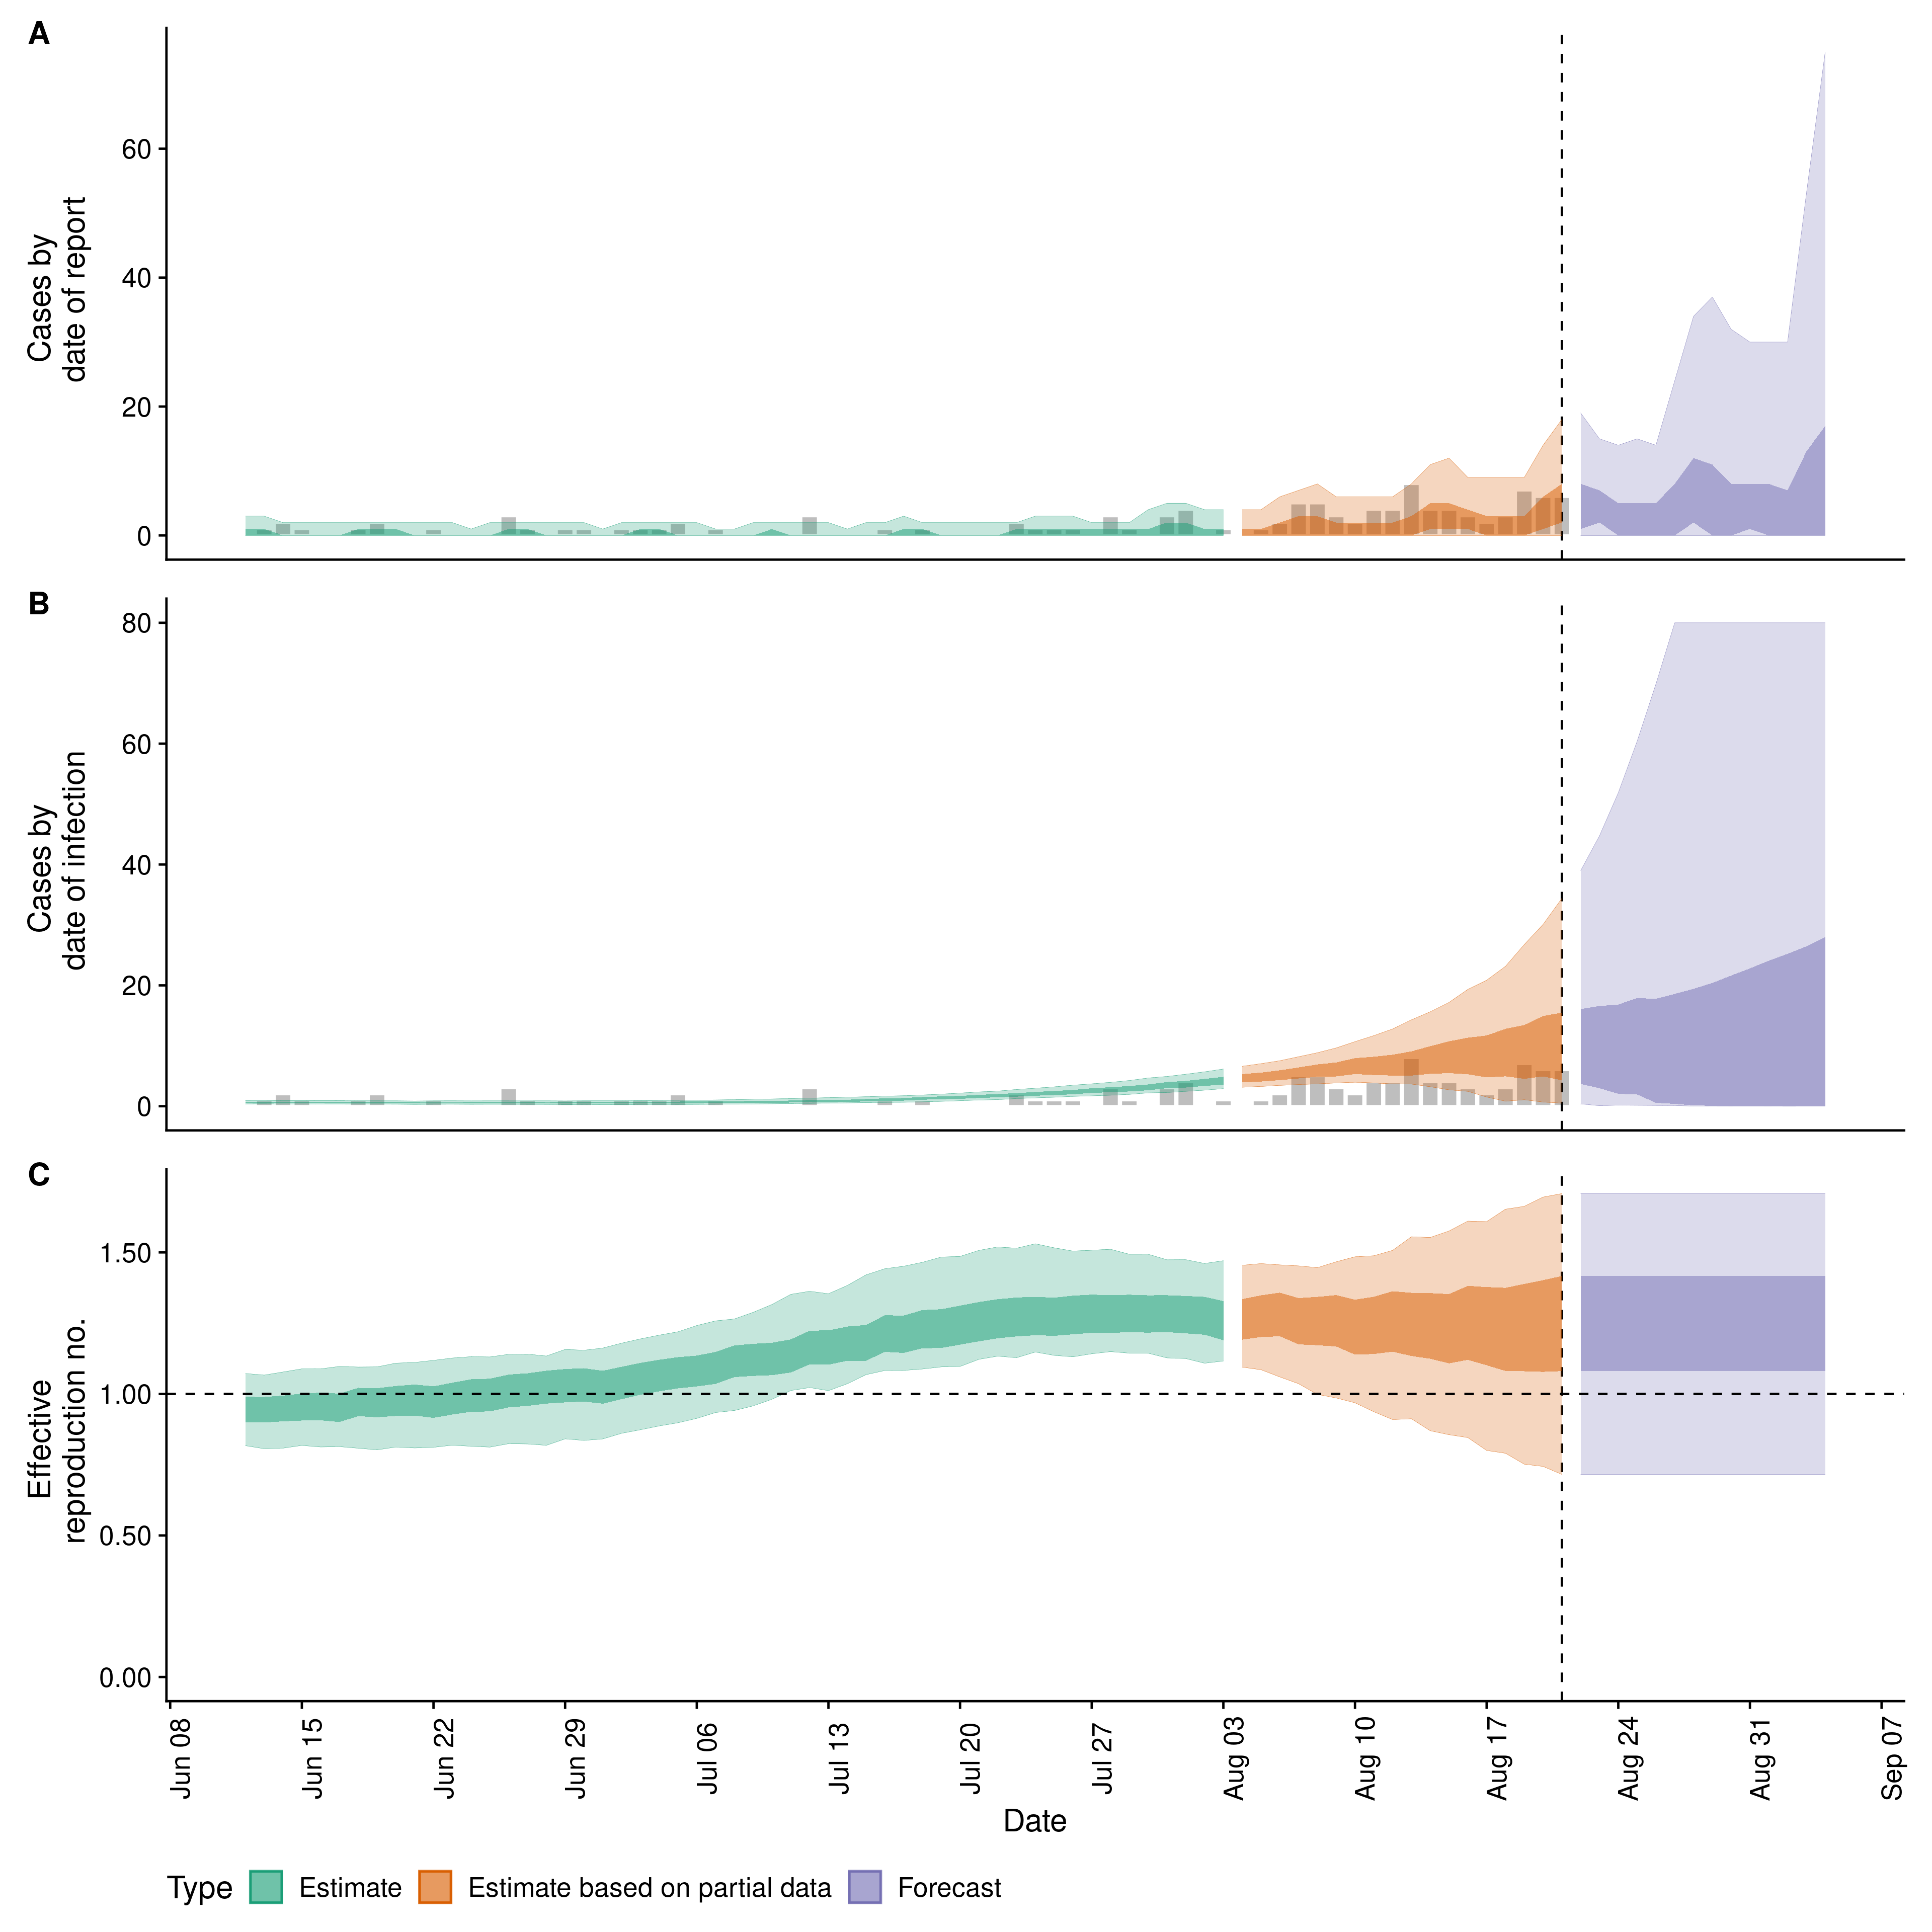 A
Cases by
date of report
60
40
20
0
B
Cases by
date of infection
80
60
40
20
0
C
Effective
reproduction no.
1.50
1.00
0.50
0.00
Jun 08
Jun 15
Jun 22
Jun 29
Jul 06
Jul 13
Jul 20
Jul 27
Aug 03
Aug 10
Aug 17
Aug 24
Aug 31
Sep 07
Date
Type Estimate Estimate based on partial data Forecast